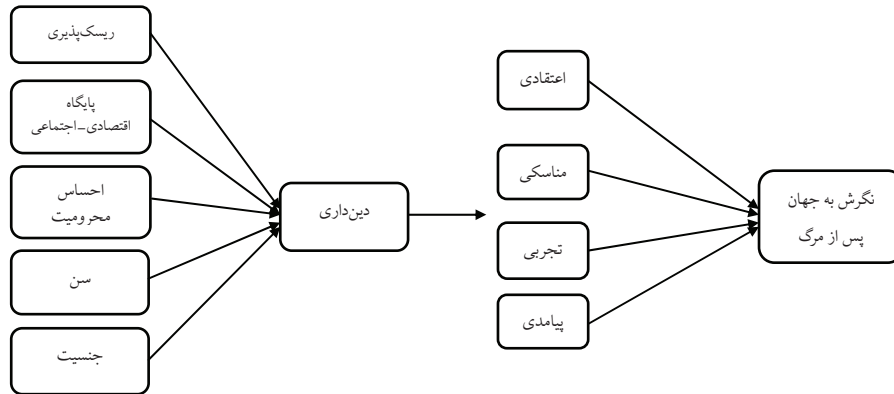 ریسک‌پذیری
پایگاه
اقتصادی-اجتماعی
احساس
محرومیت
سن
جنسیت
دین‌داری
اعتقادی
مناسکی
تجربی
پیامدی
نگرش به جهان
پس از مرگ